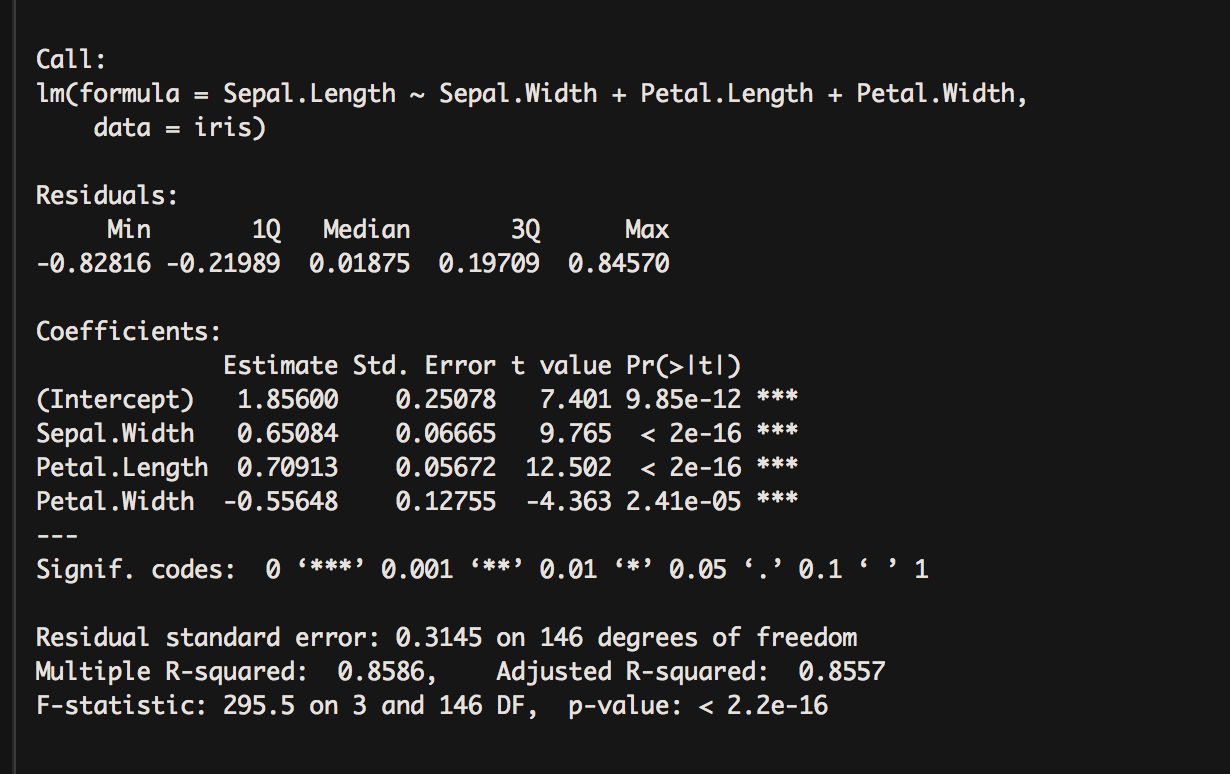 Call:
lm(formula = Sepal.Length ~ Sepal.Width + Petal.Length + Petal.Width,
    data = iris)
Residuals:
     Min       1Q   Median       3Q      Max
-0.82816 -0.21989  0.01875  0.19709  0.84570
Coefficients:
             Estimate Std. Error t value Pr(>|t|)
(Intercept)   1.85600    0.25078   7.401 9.85e-12 ***
Sepal.Width   0.65084    0.06665   9.765  < 2e-16 ***
Petal.Length  0.70913    0.05672  12.502  < 2e-16 ***
Petal.Width  -0.55648    0.12755  -4.363 2.41e-05 ***
---
Signif. codes:  0 ‘***’ 0.001 ‘**’ 0.01 ‘*’ 0.05 ‘.’ 0.1 ‘ ’ 1
Residual standard error: 0.3145 on 146 degrees of freedom
Multiple R-squared:  0.8586,    Adjusted R-squared:  0.8557
F-statistic: 295.5 on 3 and 146 DF,  p-value: < 2.2e-16